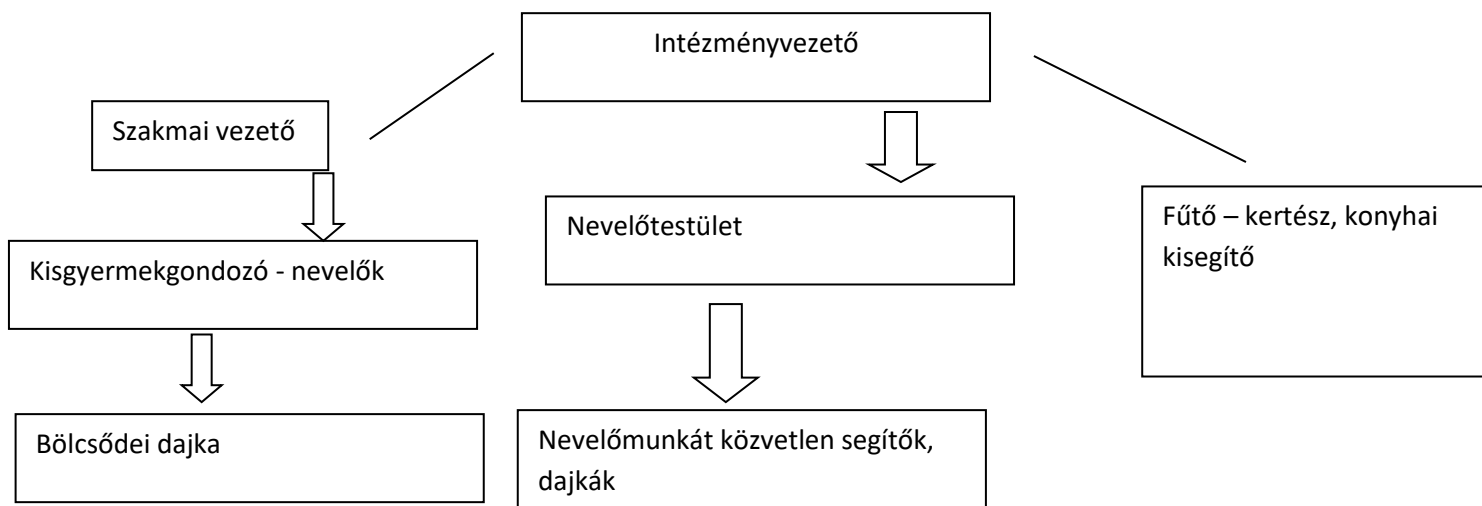 Intézményvezető
Szakmai vezető
Nevelőtestület
Fűtő – kertész, konyhai
kisegítő
Kisgyermekgondozó - nevelők
Bölcsődei dajka
Nevelőmunkát közvetlen segítők,
dajkák